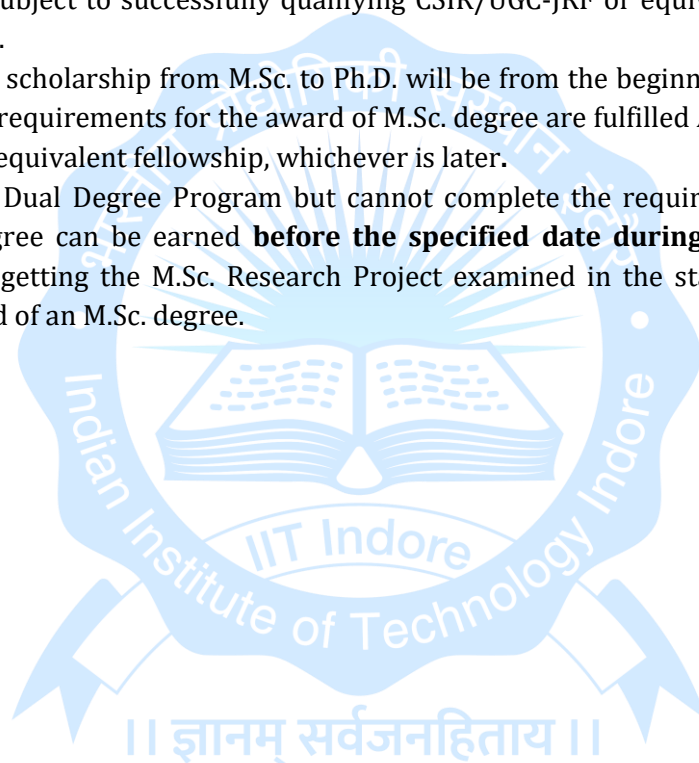 subject to successfully qualifying CSIR/UGC-JRF or equi
.
scholarship from M.Sc. to Ph.D. will be from the beginn
requirements for the award of M.Sc. degree are fulfilled
equivalent fellowship, whichever is later.
Dual Degree Program but cannot complete the requir
gree can be earned before the specified date during
getting the M.Sc. Research Project examined in the st
d of an M.Sc. degree.
भारतीय प्रौद्योगिकी संस्थान इंदौर
Indian Institute of Technology Indore
IIT Indore
।। ज्ञानम् सर्वजनहिताय ।।